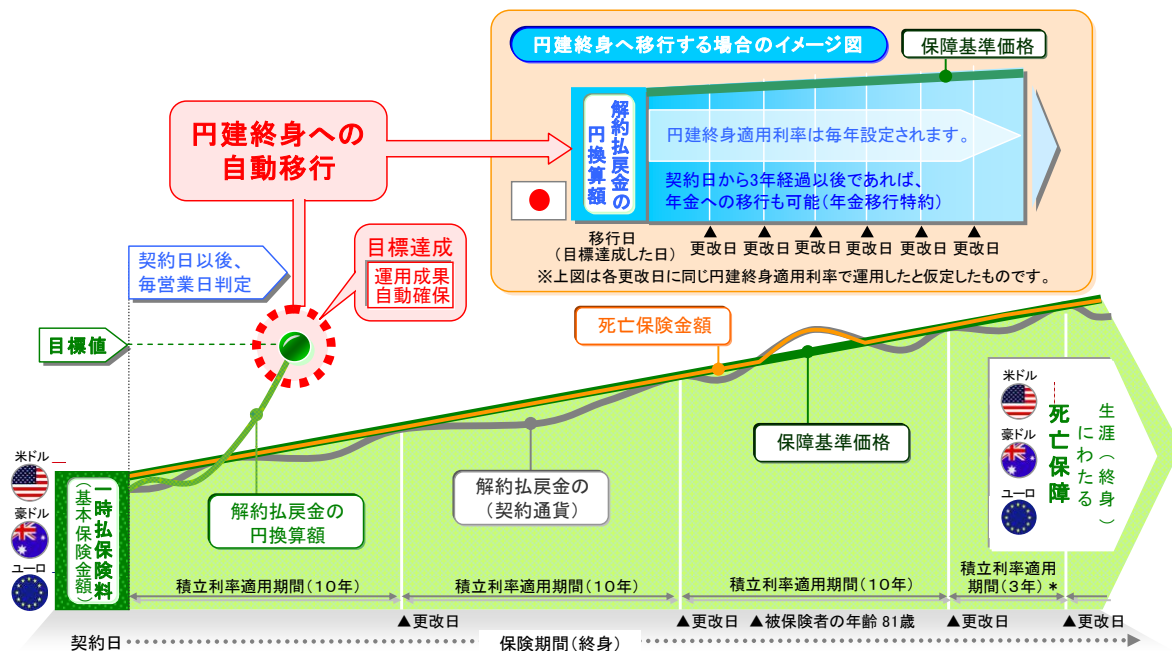 円建終身へ移行する場合のイメージ図
保障基準価格
円建終身への
自動移行
解約払戻金の
円換算額
円建終身適用利率は毎年設定されます。
契約日から3年経過以後であれば、
年金への移行も可能(年金移行特約)
移行日
(目標達成した日)
▲
更改日
▲
更改日
▲
更改日
▲
更改日
▲
更改日
▲
更改日
※上図は各更改日に同じ円建終身適用利率で運用したと仮定したものです。
契約日以後、
毎営業日判定
目標達成
運用成果
自動確保
目標値
死亡保険金額
保障基準価格
解約払戻金の
(契約通貨)
解約払戻金の
円換算額
米ドル
豪ドル
ユーロ
一時払保険料
(基本保険金額)
米ドル
豪ドル
ユーロ
生涯(終身)
にわたる
死亡保障
積立利率適用期間(10年)
積立利率適用期間(10年)
積立利率適用期間(10年)
積立利率適用
期間(3年)*
▲更改日
▲更改日
▲被保険者の年齢 81歳
▲更改日
▲更改日
契約日
保険期間(終身)